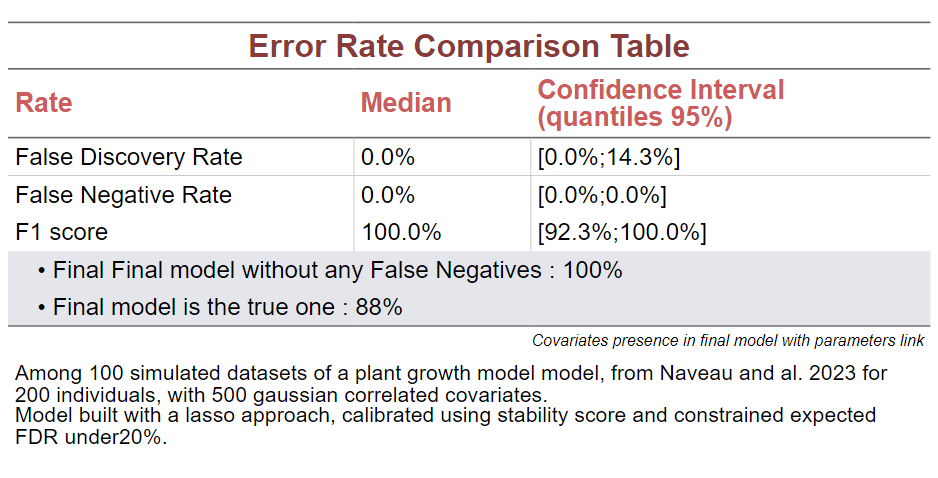 Error Rate Comparison Table
Rate Median Confidence Interval
(quantiles 95%)
False Discovery Rate 0.0% [0.0%;14.3%]
False Negative Rate 0.0% [0.0%;0.0%]
F1 score 100.0% [92.3%;100.0%]
• Final Final model without any False Negatives : 100%
• Final model is the true one : 88%
Covariates presence in final model with parameters link
Among 100 simulated datasets of a plant growth model model, from Naveau and al. 2023 for
200 individuals, with 500 gaussian correlated covariates.
Model built with a lasso approach, calibrated using stability score and constrained expected
FDR under20%.